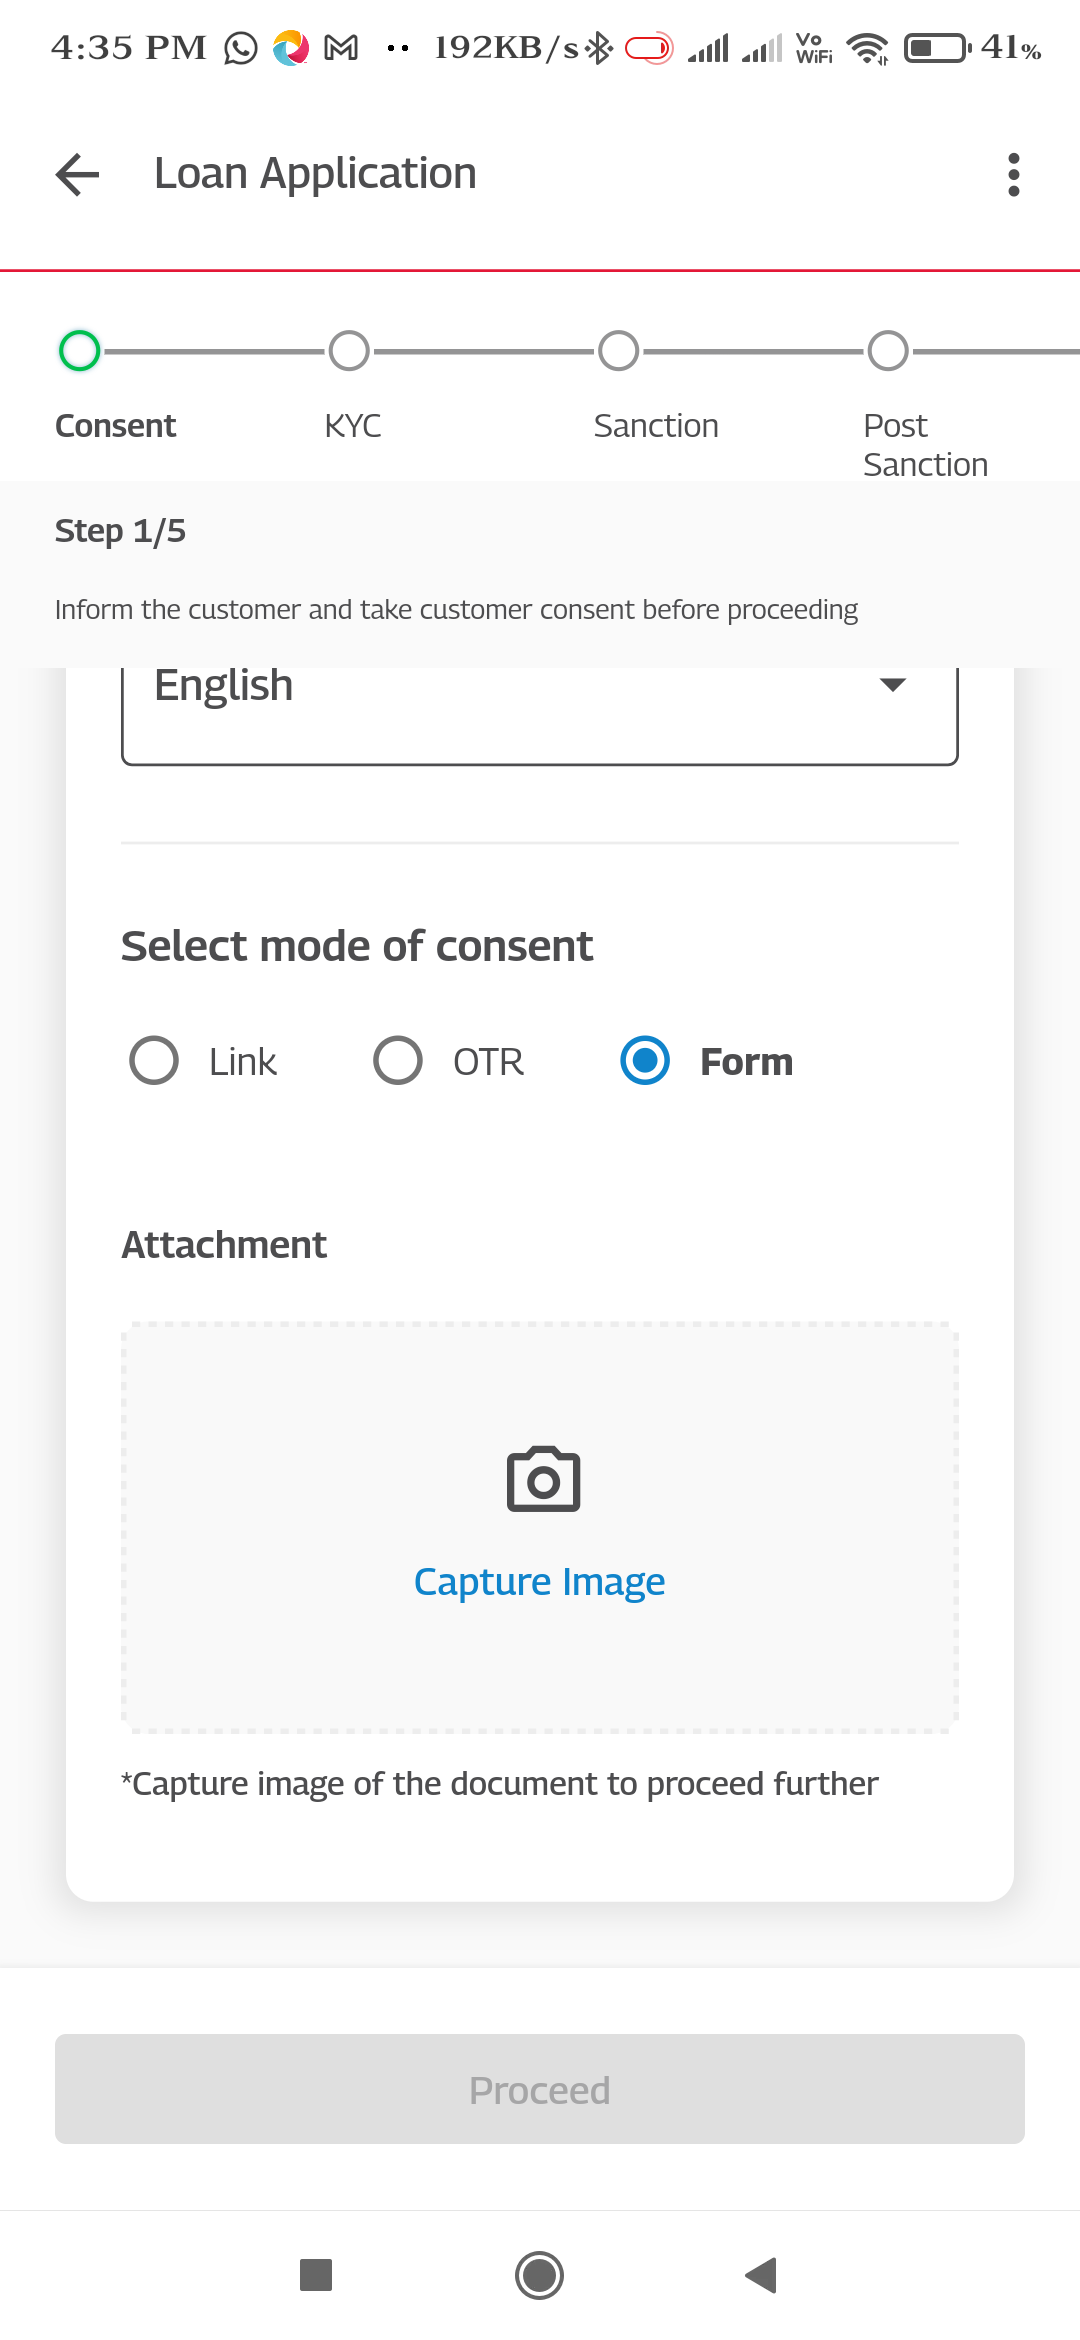 4:35 PM 192KB/s Vo WiFi 41%
Loan Application
Consent KYC Sanction Post Sanction
Step 1/5
Inform the customer and take customer consent before proceeding
English
Select mode of consent
Link OTR Form
Attachment
Capture Image
*Capture image of the document to proceed further
Proceed